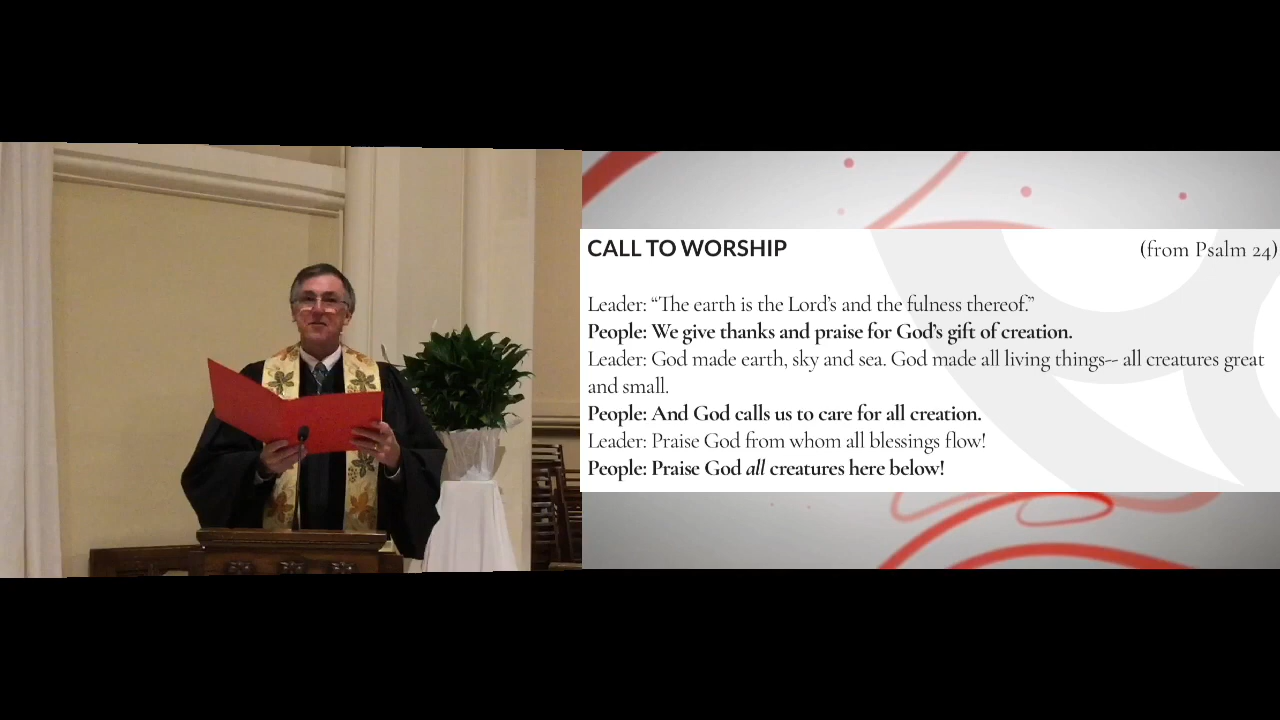 CALL TO WORSHIP (from Psalm 24)
Leader: “The earth is the Lord’s and the fulness thereof.”
People: We give thanks and praise for God’s gift of creation.
Leader: God made earth, sky and sea. God made all living things-- all creatures great
and small.
People: And God calls us to care for all creation.
Leader: Praise God from whom all blessings flow!
People: Praise God all creatures here below!